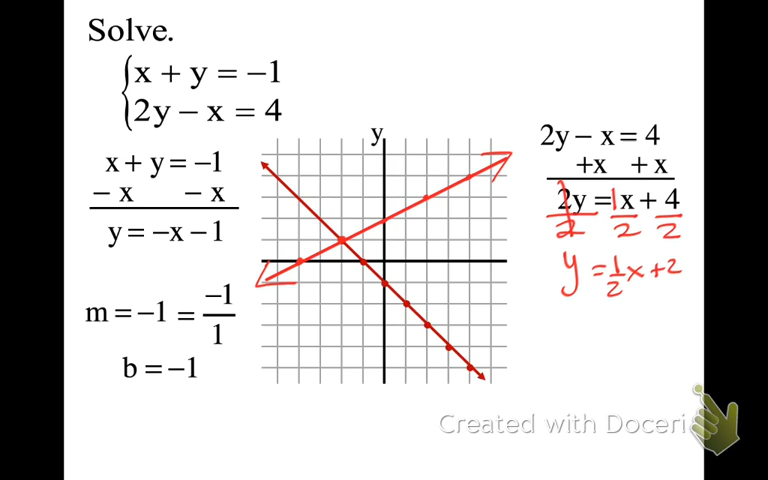 Solve.
x + y = −1
2y − x = 4
x + y = −1
− x − x
y = −x − 1
m = −1 = −1/1
b = −1
y
2y − x = 4
+x + x
2y = 1x + 4
2 2 2
y = 1/2 x + 2
Created with Doceri